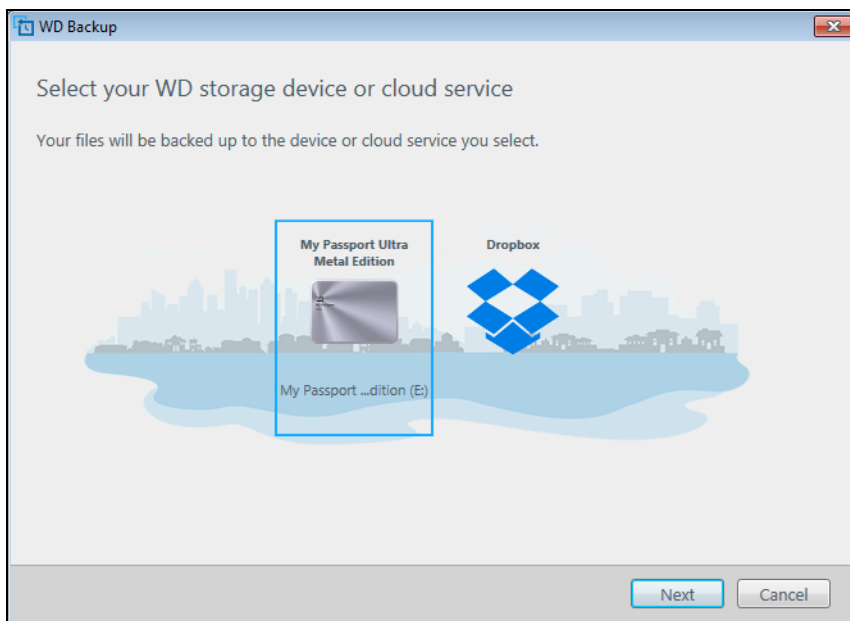 WD Backup
Select your WD storage device or cloud service
Your files will be backed up to the device or cloud service you select.
My Passport Ultra
Metal Edition
Dropbox
My Passport ...dition (E:)
Next
Cancel